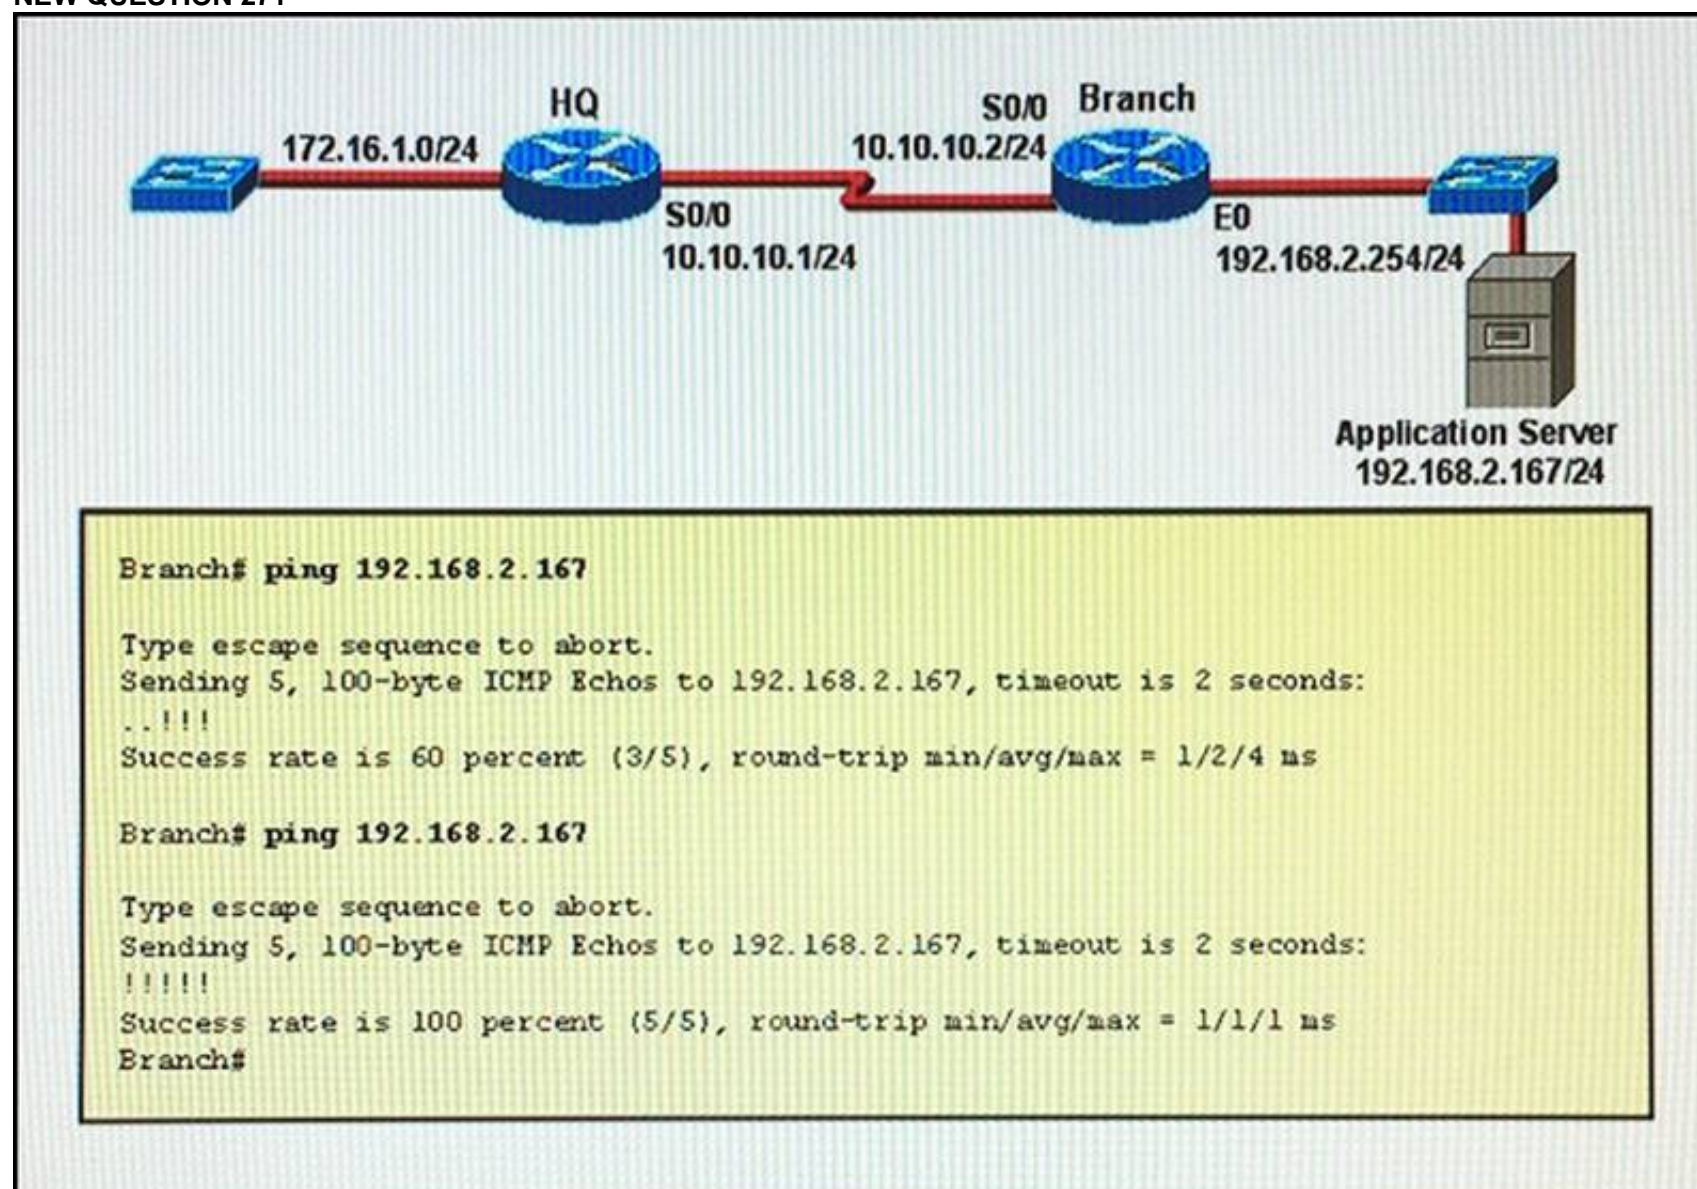 NEW QUESTION 271
HQ
S0/0 Branch
172.16.1.0/24
10.10.10.2/24
S0/0
10.10.10.1/24
E0
192.168.2.254/24
Application Server
192.168.2.167/24
Branch# ping 192.168.2.167
Type escape sequence to abort.
Sending 5, 100-byte ICMP Echos to 192.168.2.167, timeout is 2 seconds:
..!!!
Success rate is 60 percent (3/5), round-trip min/avg/max = 1/2/4 ms
Branch# ping 192.168.2.167
Type escape sequence to abort.
Sending 5, 100-byte ICMP Echos to 192.168.2.167, timeout is 2 seconds:
!!!!!
Success rate is 100 percent (5/5), round-trip min/avg/max = 1/1/1 ms
Branch#